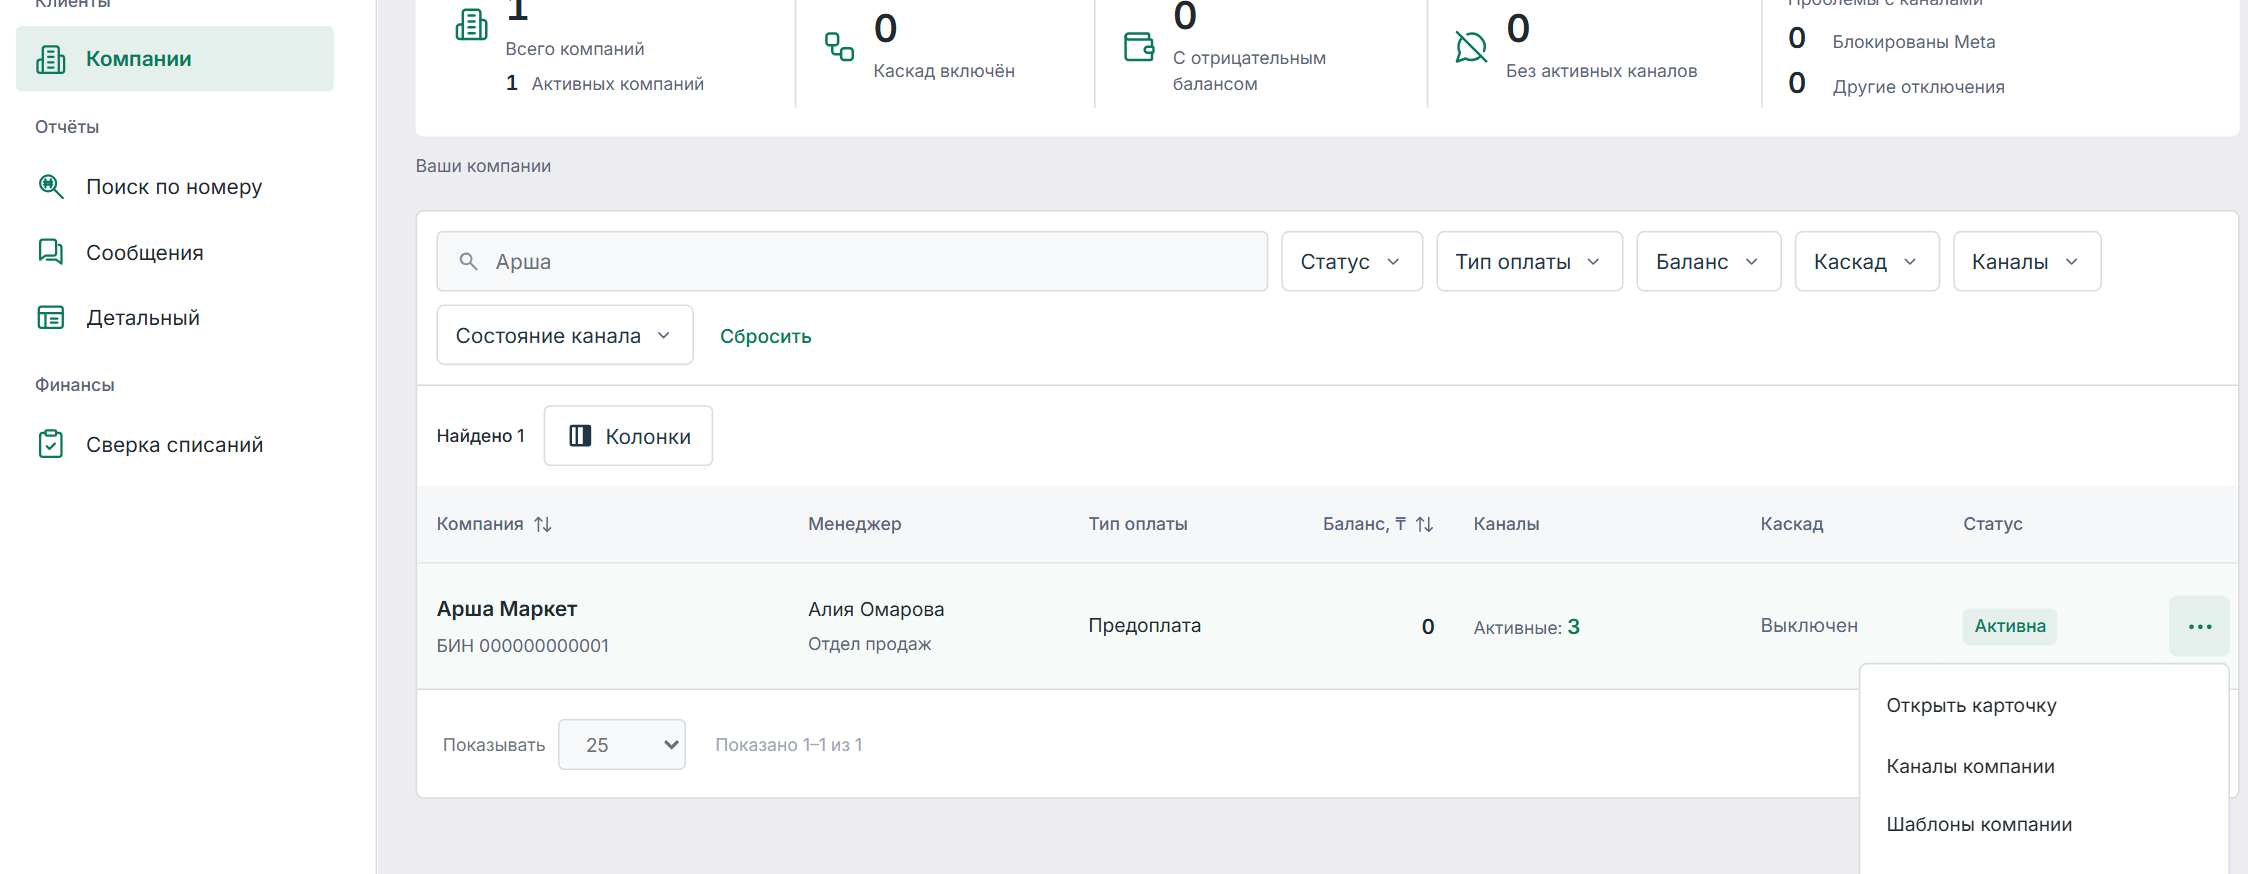 Клиенты
Компании
Отчёты
Поиск по номеру
Сообщения
Детальный
Финансы
Сверка списаний
1
Всего компаний
1 Активных компаний
0
Каскад включён
0
С отрицательным
балансом
0
Без активных каналов
Проблемы с каналами
0 Блокированы Meta
0 Другие отключения
Ваши компании
Арша
Статус
Тип оплаты
Баланс
Каскад
Каналы
Состояние канала
Сбросить
Найдено 1
Колонки
Компания Менеджер Тип оплаты Баланс, ₸ Каналы Каскад Статус
Арша Маркет
БИН 000000000001
Алия Омарова
Отдел продаж
Предоплата
0
Активные: 3
Выключен
Активна
Открыть карточку
Каналы компании
Шаблоны компании
Показывать 25 Показано 1–1 из 1